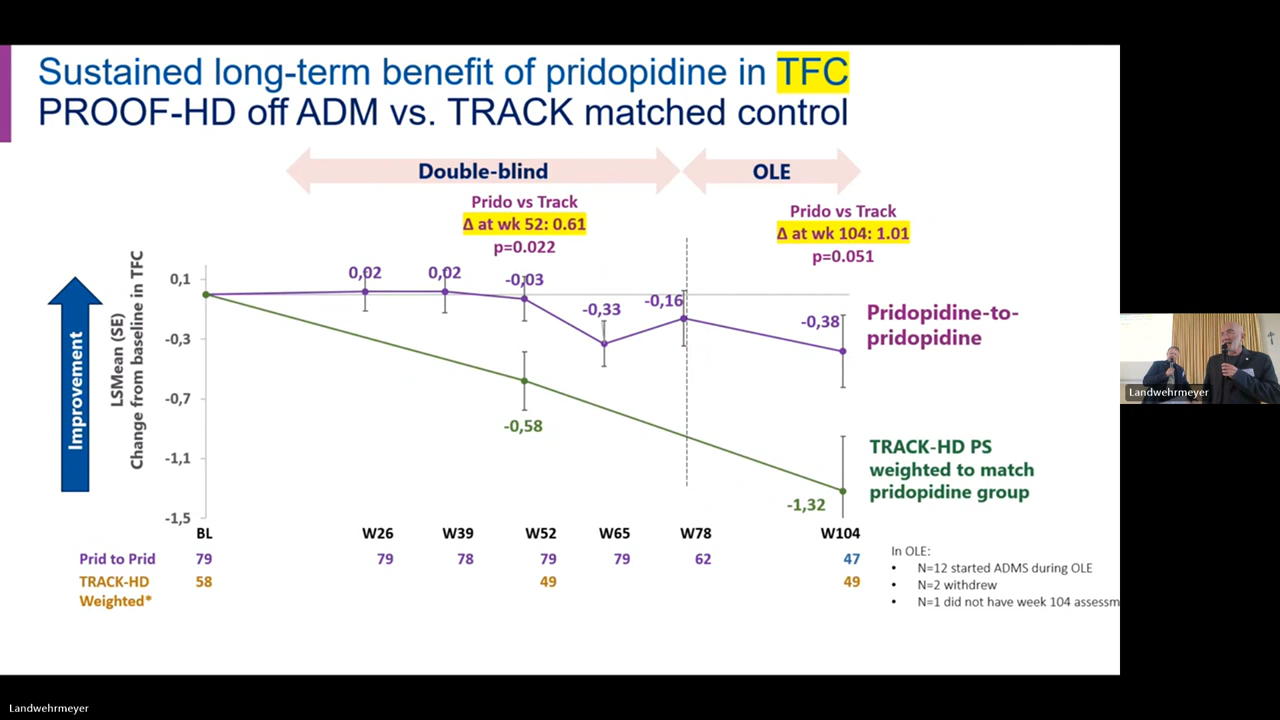 Sustained long-term benefit of pridopidine in TFC
PROOF-HD off ADM vs. TRACK matched control
Double-blind
OLE
Prido vs Track
Δ at wk 52: 0.61
p=0.022
Prido vs Track
Δ at wk 104: 1.01
p=0.051
Improvement
LSMean (SE)
Change from baseline in TFC
0,1
-0,3
-0,7
-1,1
-1,5
0,02
0,02
-0,03
-0,33
-0,16
-0,38
-0,58
-1,32
Pridopidine-to-
pridopidine
TRACK-HD PS
weighted to match
pridopidine group
BL W26 W39 W52 W65 W78 W104
Prid to Prid 79 79 78 79 79 62 47
TRACK-HD 58 49 49
Weighted*
In OLE:
• N=12 started ADMS during OLE
• N=2 withdrew
• N=1 did not have week 104 assessm
Landwehrmeyer
Landwehrmeyer